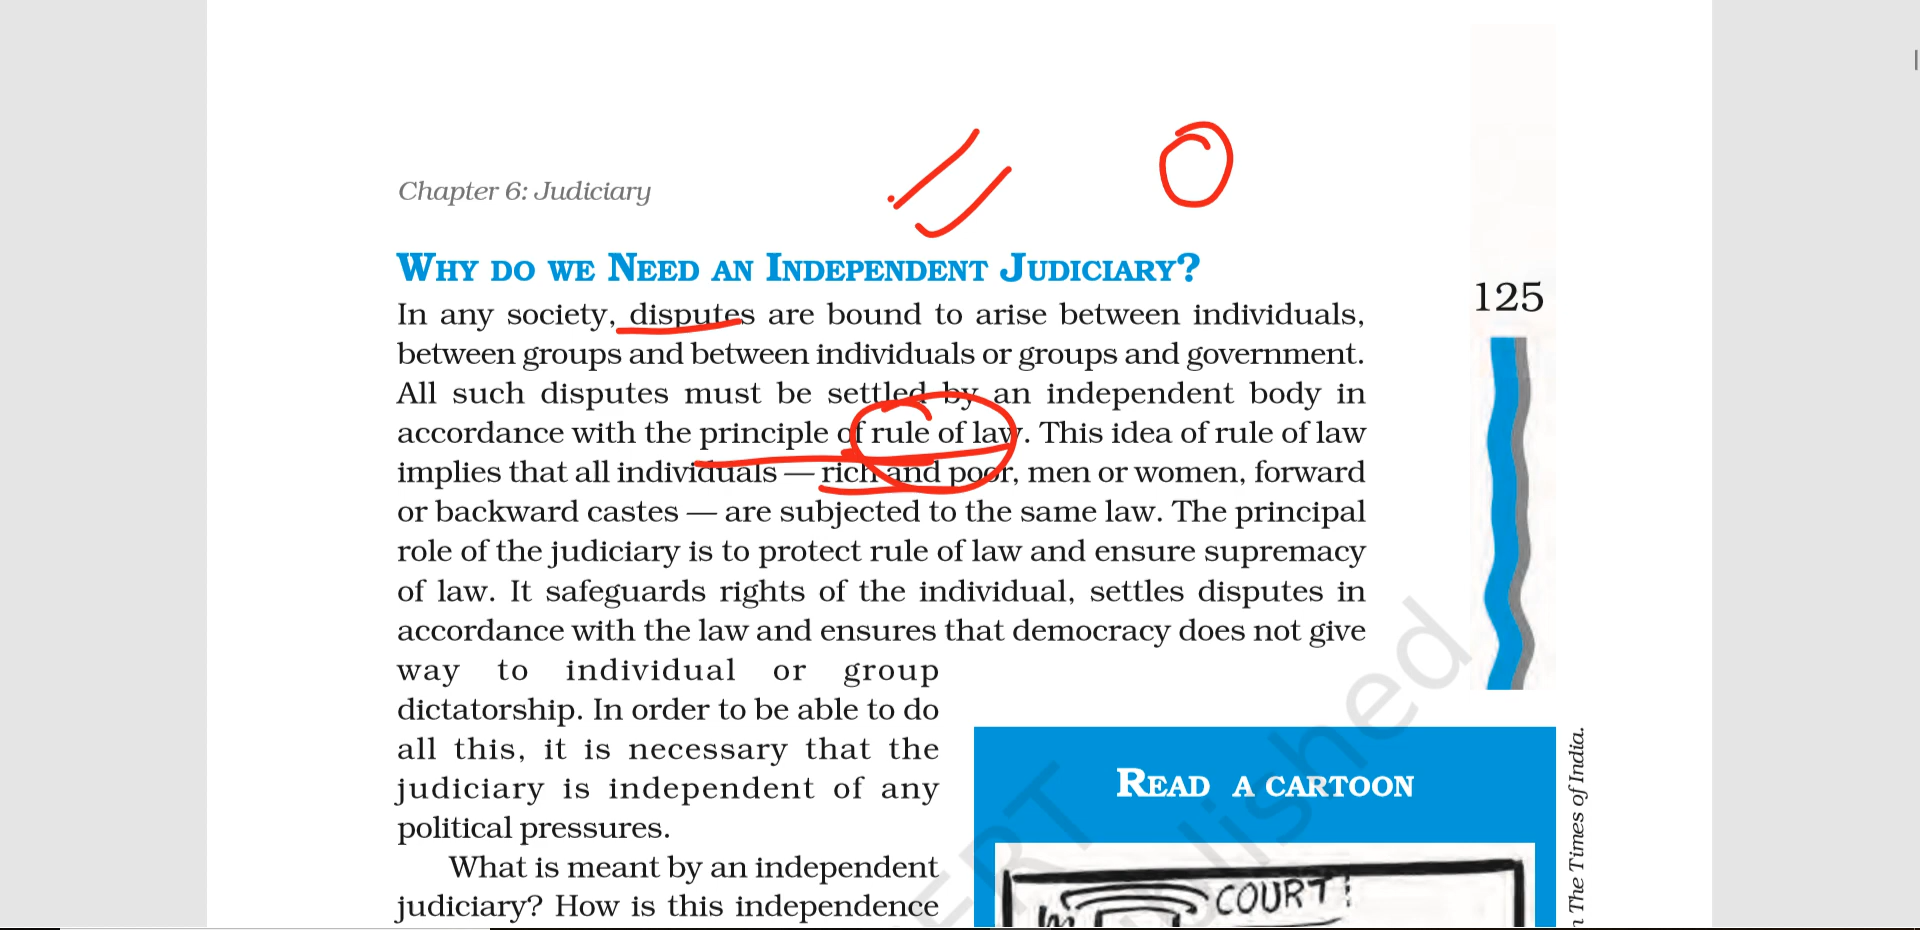 Chapter 6: Judiciary
WHY DO WE NEED AN INDEPENDENT JUDICIARY?
125
In any society, disputes are bound to arise between individuals,
between groups and between individuals or groups and government.
All such disputes must be settled by an independent body in
accordance with the principle of rule of law. This idea of rule of law
implies that all individuals — rich and poor, men or women, forward
or backward castes — are subjected to the same law. The principal
role of the judiciary is to protect rule of law and ensure supremacy
of law. It safeguards rights of the individual, settles disputes in
accordance with the law and ensures that democracy does not give
way to individual or group
dictatorship. In order to be able to do
all this, it is necessary that the
judiciary is independent of any
political pressures.
What is meant by an independent
judiciary? How is this independence
READ A CARTOON
COURT!
The Times of India.